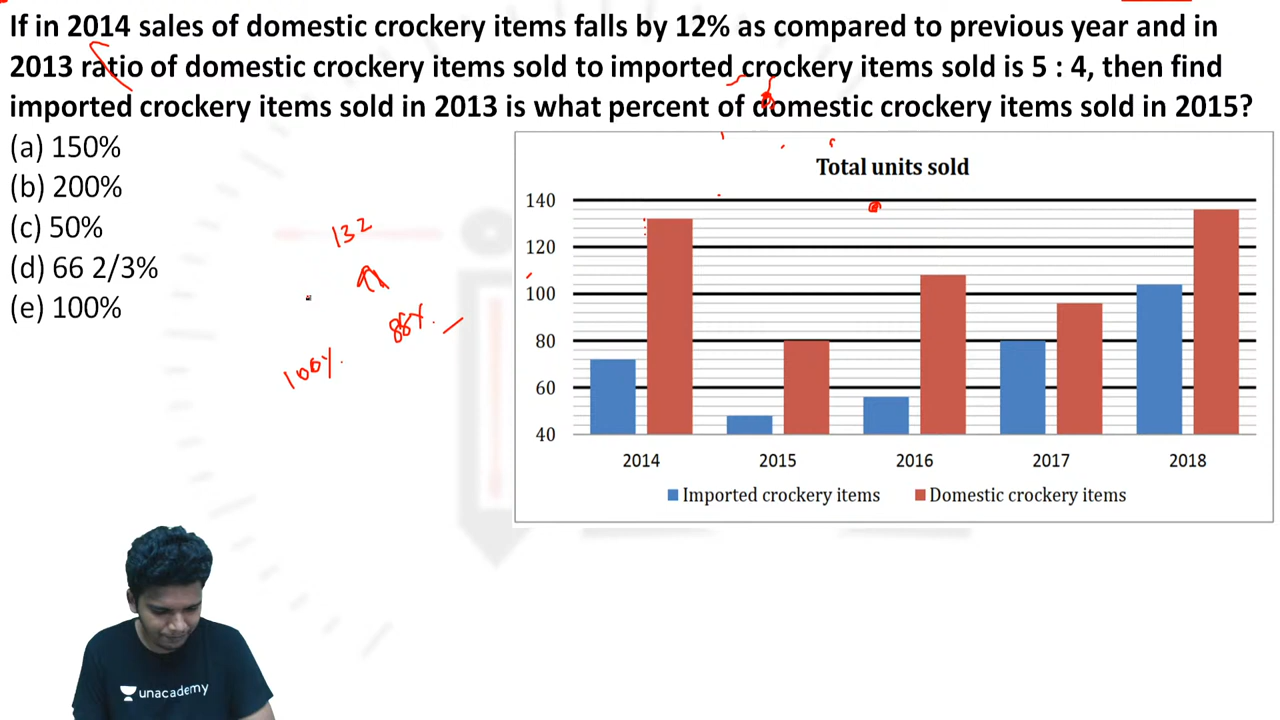 If in 2014 sales of domestic crockery items falls by 12% as compared to previous year and in
2013 ratio of domestic crockery items sold to imported crockery items sold is 5 : 4, then find
imported crockery items sold in 2013 is what percent of domestic crockery items sold in 2015?
(a) 150%
(b) 200%
(c) 50%
(d) 66 2/3%
(e) 100%
132
88%
100%
Total units sold
140
120
100
80
60
40
2014 2015 2016 2017 2018
Imported crockery items Domestic crockery items
unacademy